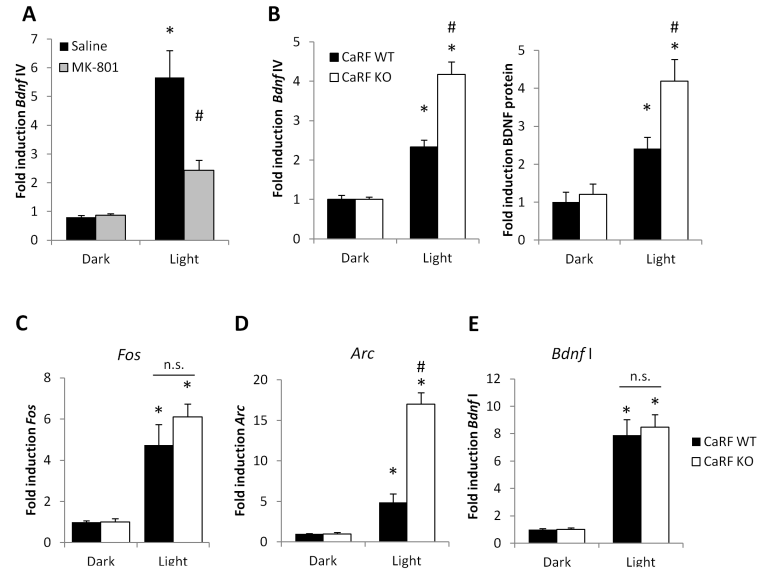 A
Fold induction Bdnf IV
7
6
5
4
3
2
1
0
Saline
MK-801
*
#
Dark Light
B
Fold induction Bdnf IV
5
4
3
2
1
0
CaRF WT
CaRF KO
*
#
*
Dark Light
Fold induction BDNF protein
5
4
3
2
1
0
*
#
*
Dark Light
C
Fos
Fold induction Fos
8
6
4
2
0
n.s.
* *
Dark Light
D
Arc
Fold induction Arc
20
15
10
5
0
*
#
*
Dark Light
E
Bdnf I
Fold induction Bdnf I
12
10
8
6
4
2
0
n.s.
* *
Dark Light
CaRF WT
CaRF KO